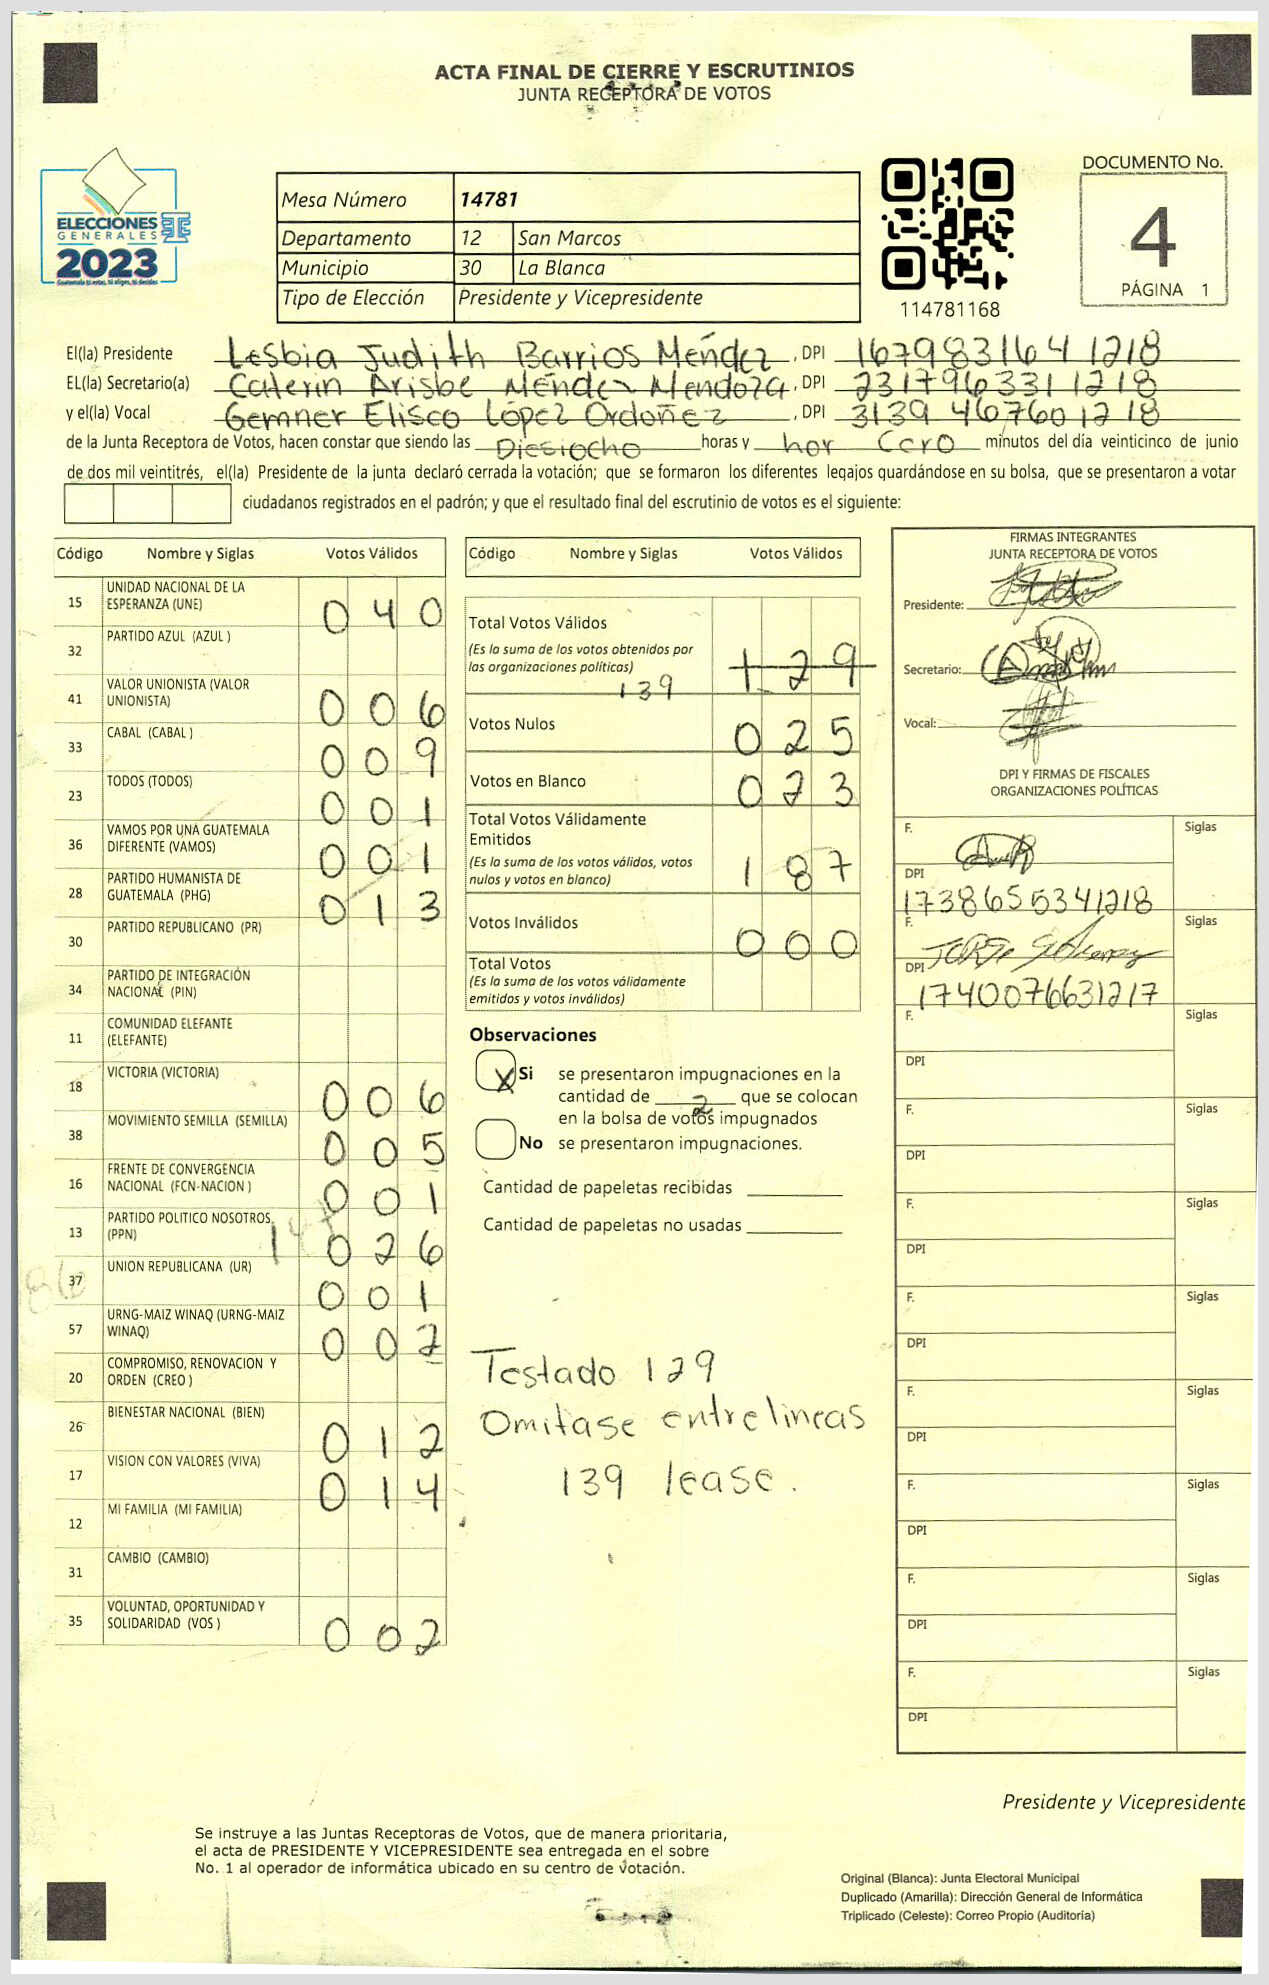 ACTA FINAL DE CIERRE Y ESCRUTINIOS
JUNTA RECEPTORA DE VOTOS
ELECCIONES
GENERALES
2023
Guatemala tú votas, tú eliges, tú decides
Mesa Número 14781
Departamento 12 San Marcos
Municipio 30 La Blanca
Tipo de Elección Presidente y Vicepresidente
114781168
DOCUMENTO No.
4
PÁGINA 1
El(la) Presidente Lesbia Judith Barrios Méndez, DPI 1679831641218
EL(la) Secretario(a) Caterin Arisbe Méndez Mendoza, DPI 2317963311218
y el(la) Vocal Gemner Elisco López Ordoñez, DPI 3139467601218
de la Junta Receptora de Votos, hacen constar que siendo las Diesiocho horas y hor Cero minutos del día veinticinco de junio
de dos mil veintitrés, el(la) Presidente de la junta declaró cerrada la votación; que se formaron los diferentes legajos guardándose en su bolsa, que se presentaron a votar
ciudadanos registrados en el padrón; y que el resultado final del escrutinio de votos es el siguiente:
Código Nombre y Siglas Votos Válidos
15 UNIDAD NACIONAL DE LA
ESPERANZA (UNE) 0 4 0
32 PARTIDO AZUL (AZUL )
41 VALOR UNIONISTA (VALOR
UNIONISTA) 0 0 6
33 CABAL (CABAL ) 0 0 9
23 TODOS (TODOS) 0 0 1
36 VAMOS POR UNA GUATEMALA
DIFERENTE (VAMOS) 0 0 1
28 PARTIDO HUMANISTA DE
GUATEMALA (PHG) 0 1 3
30 PARTIDO REPUBLICANO (PR)
34 PARTIDO DE INTEGRACIÓN
NACIONAL (PIN)
11 COMUNIDAD ELEFANTE
(ELEFANTE)
18 VICTORIA (VICTORIA) 0 0 6
38 MOVIMIENTO SEMILLA (SEMILLA) 0 0 5
16 FRENTE DE CONVERGENCIA
NACIONAL (FCN-NACION ) 0 0 1
13 PARTIDO POLITICO NOSOTROS
(PPN) 0 2 6
37 UNION REPUBLICANA (UR) 0 0 1
57 URNG-MAIZ WINAQ (URNG-MAIZ
WINAQ) 0 0 2
20 COMPROMISO, RENOVACION Y
ORDEN (CREO )
26 BIENESTAR NACIONAL (BIEN) 0 1 2
17 VISION CON VALORES (VIVA) 0 1 4
12 MI FAMILIA (MI FAMILIA)
31 CAMBIO (CAMBIO)
35 VOLUNTAD, OPORTUNIDAD Y
SOLIDARIDAD (VOS ) 0 0 2
Código Nombre y Siglas Votos Válidos
Total Votos Válidos
(Es la suma de los votos obtenidos por
las organizaciones políticas) 1 2 9
139
Votos Nulos 0 2 5
Votos en Blanco 0 2 3
Total Votos Válidamente
Emitidos
(Es la suma de los votos válidos, votos
nulos y votos en blanco) 1 8 7
Votos Inválidos 0 0 0
Total Votos
(Es la suma de los votos válidamente
emitidos y votos inválidos)
Observaciones
X Si se presentaron impugnaciones en la
cantidad de 2 que se colocan
en la bolsa de votos impugnados
No se presentaron impugnaciones.
Cantidad de papeletas recibidas
Cantidad de papeletas no usadas
Testado 129
Omitase entrelineas
139 lease.
FIRMAS INTEGRANTES
JUNTA RECEPTORA DE VOTOS
Presidente:
Secretario:
Vocal:
DPI Y FIRMAS DE FISCALES
ORGANIZACIONES POLÍTICAS
F. Siglas
DPI
1738655341218
F. Siglas
DPI
1740076631217
F. Siglas
DPI
F. Siglas
DPI
F. Siglas
DPI
F. Siglas
DPI
F. Siglas
DPI
F. Siglas
DPI
F. Siglas
DPI
F. Siglas
DPI
Presidente y Vicepresidente
Se instruye a las Juntas Receptoras de Votos, que de manera prioritaria,
el acta de PRESIDENTE Y VICEPRESIDENTE sea entregada en el sobre
No. 1 al operador de informática ubicado en su centro de votación.
Original (Blanca): Junta Electoral Municipal
Duplicado (Amarilla): Dirección General de Informática
Triplicado (Celeste): Correo Propio (Auditoría)